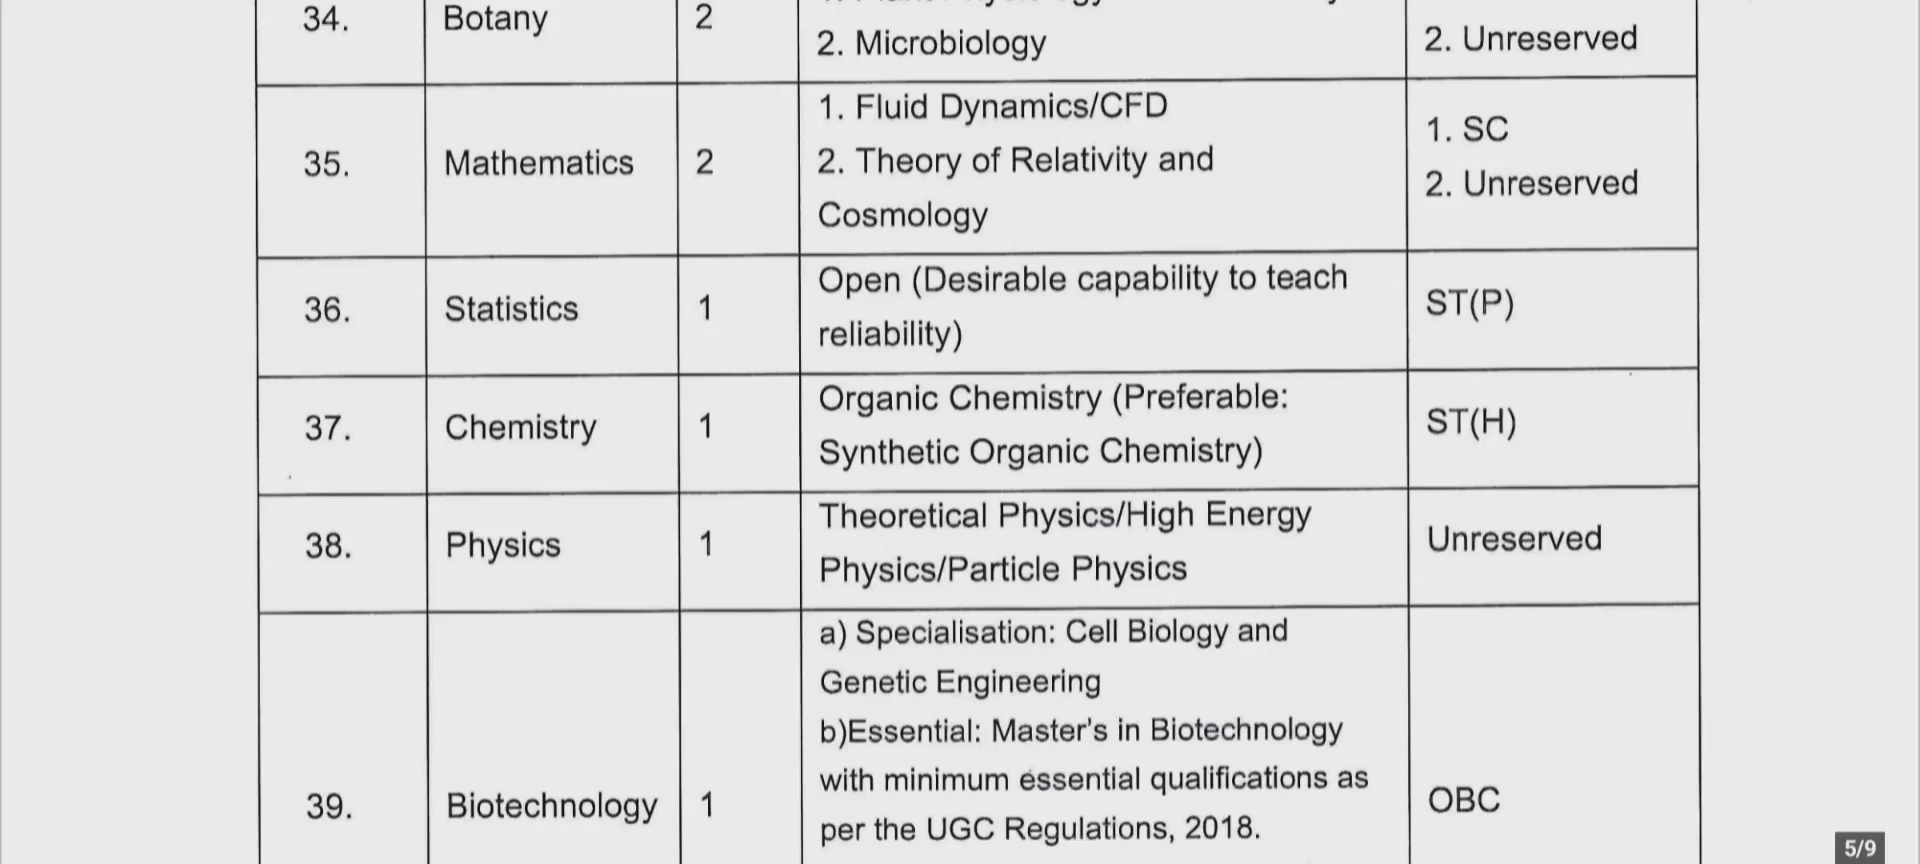 34. Botany 2
2. Microbiology 2. Unreserved
35. Mathematics 2 1. Fluid Dynamics/CFD 1. SC
2. Theory of Relativity and 2. Unreserved
Cosmology
36. Statistics 1 Open (Desirable capability to teach ST(P)
reliability)
37. Chemistry 1 Organic Chemistry (Preferable: ST(H)
Synthetic Organic Chemistry)
38. Physics 1 Theoretical Physics/High Energy Unreserved
Physics/Particle Physics
39. Biotechnology 1 a) Specialisation: Cell Biology and OBC
Genetic Engineering
b)Essential: Master's in Biotechnology
with minimum essential qualifications as
per the UGC Regulations, 2018.
5/9